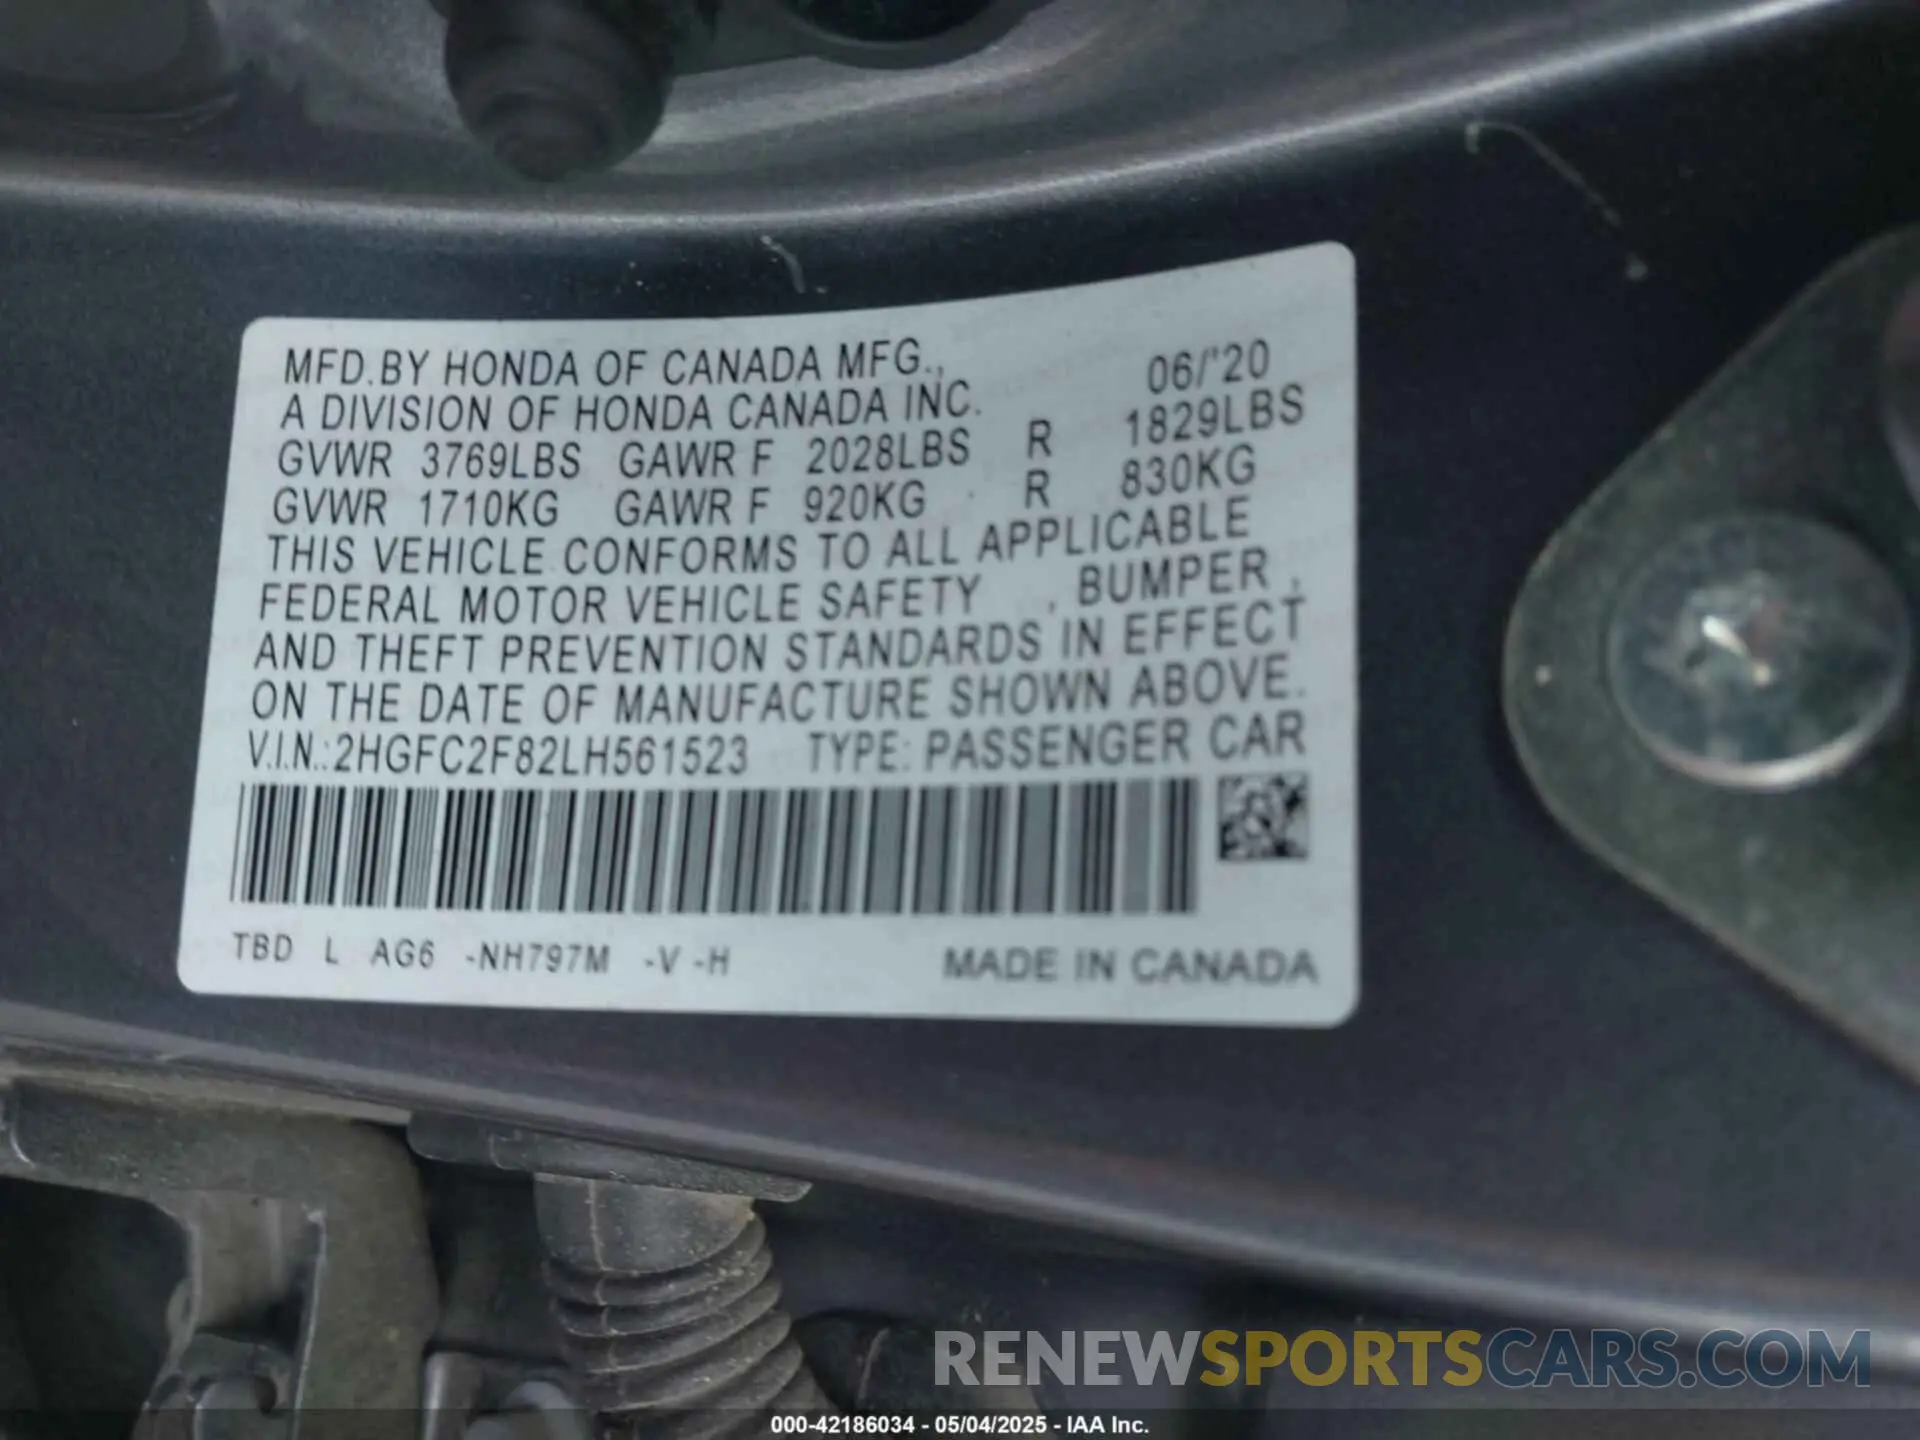 MFD.BY HONDA OF CANADA MFG., 06/'20
A DIVISION OF HONDA CANADA INC.
GVWR 3769LBS GAWR F 2028LBS R 1829LBS
GVWR 1710KG GAWR F 920KG R 830KG
THIS VEHICLE CONFORMS TO ALL APPLICABLE
FEDERAL MOTOR VEHICLE SAFETY , BUMPER ,
AND THEFT PREVENTION STANDARDS IN EFFECT
ON THE DATE OF MANUFACTURE SHOWN ABOVE.
V.I.N.:2HGFC2F82LH561523 TYPE: PASSENGER CAR
TBD L AG6 -NH797M -V -H MADE IN CANADA
RENEWSPORTSCARS.COM
000-42186034 - 05/04/2025 - IAA Inc.